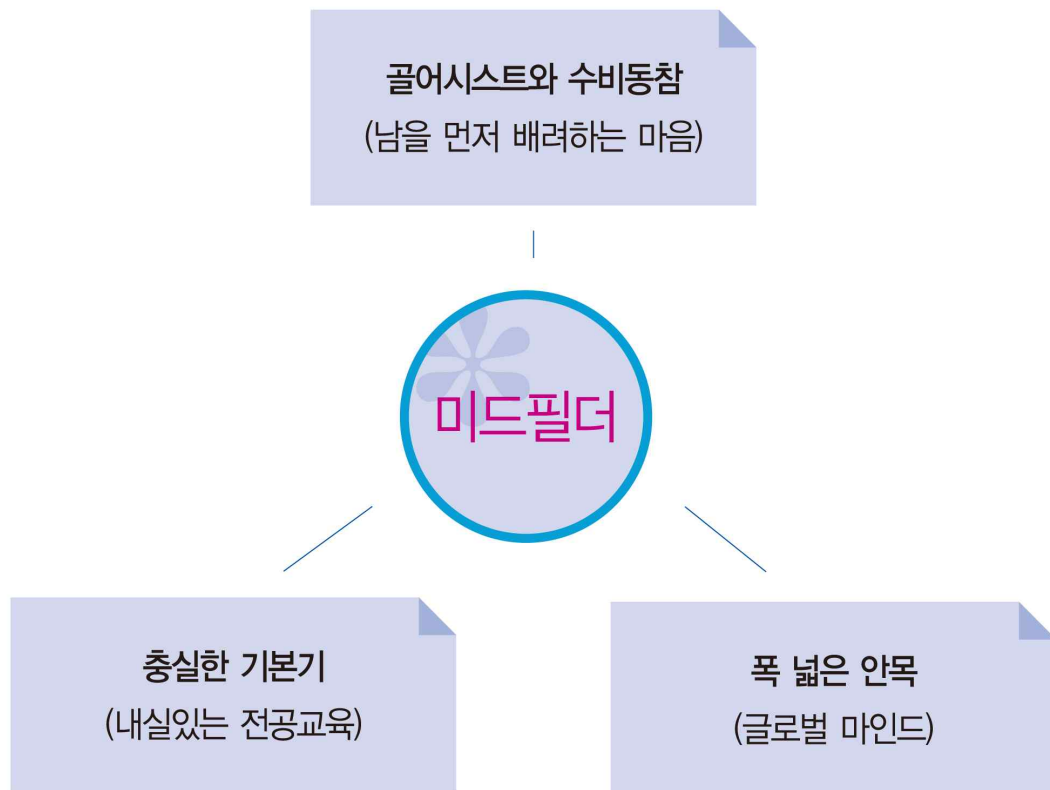 골어시스트와 수비동참
(남을 먼저 배려하는 마음)
미드필더
충실한 기본기
(내실있는 전공교육)
폭 넓은 안목
(글로벌 마인드)